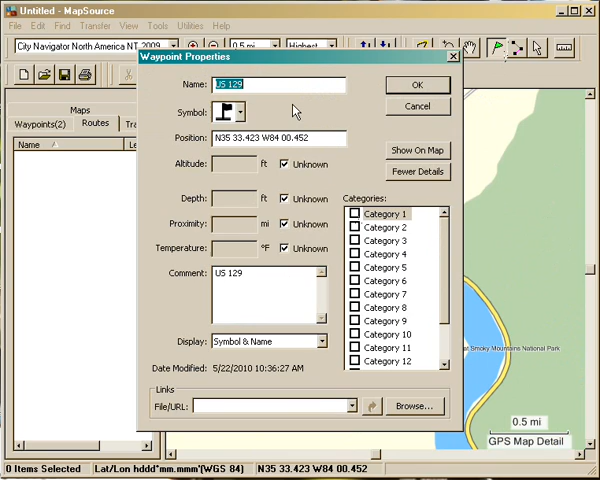 Untitled - MapSource
File Edit Find Transfer View Tools Utilities Help
City Navigator North America NT 2009
0.5 mi
Highest
Waypoint Properties
Name: US 129
OK
Symbol:
Cancel
Position: N35 33.423 W84 00.452
Altitude: ft Unknown
Show On Map
Fewer Details
Depth: ft Unknown
Proximity: mi Unknown
Temperature: °F Unknown
Comment: US 129
Display: Symbol & Name
Date Modified: 5/22/2010 10:36:27 AM
Categories:
Category 1
Category 2
Category 3
Category 4
Category 5
Category 6
Category 7
Category 8
Category 9
Category 10
Category 11
Category 12
Links
File/URL:
Browse...
Maps
Waypoints(2) Routes Tra
Name Le
at Smoky Mountains National Park
0.5 mi
GPS Map Detail
0 Items Selected Lat/Lon hddd°mm.mmm'(WGS 84) N35 33.423 W84 00.452